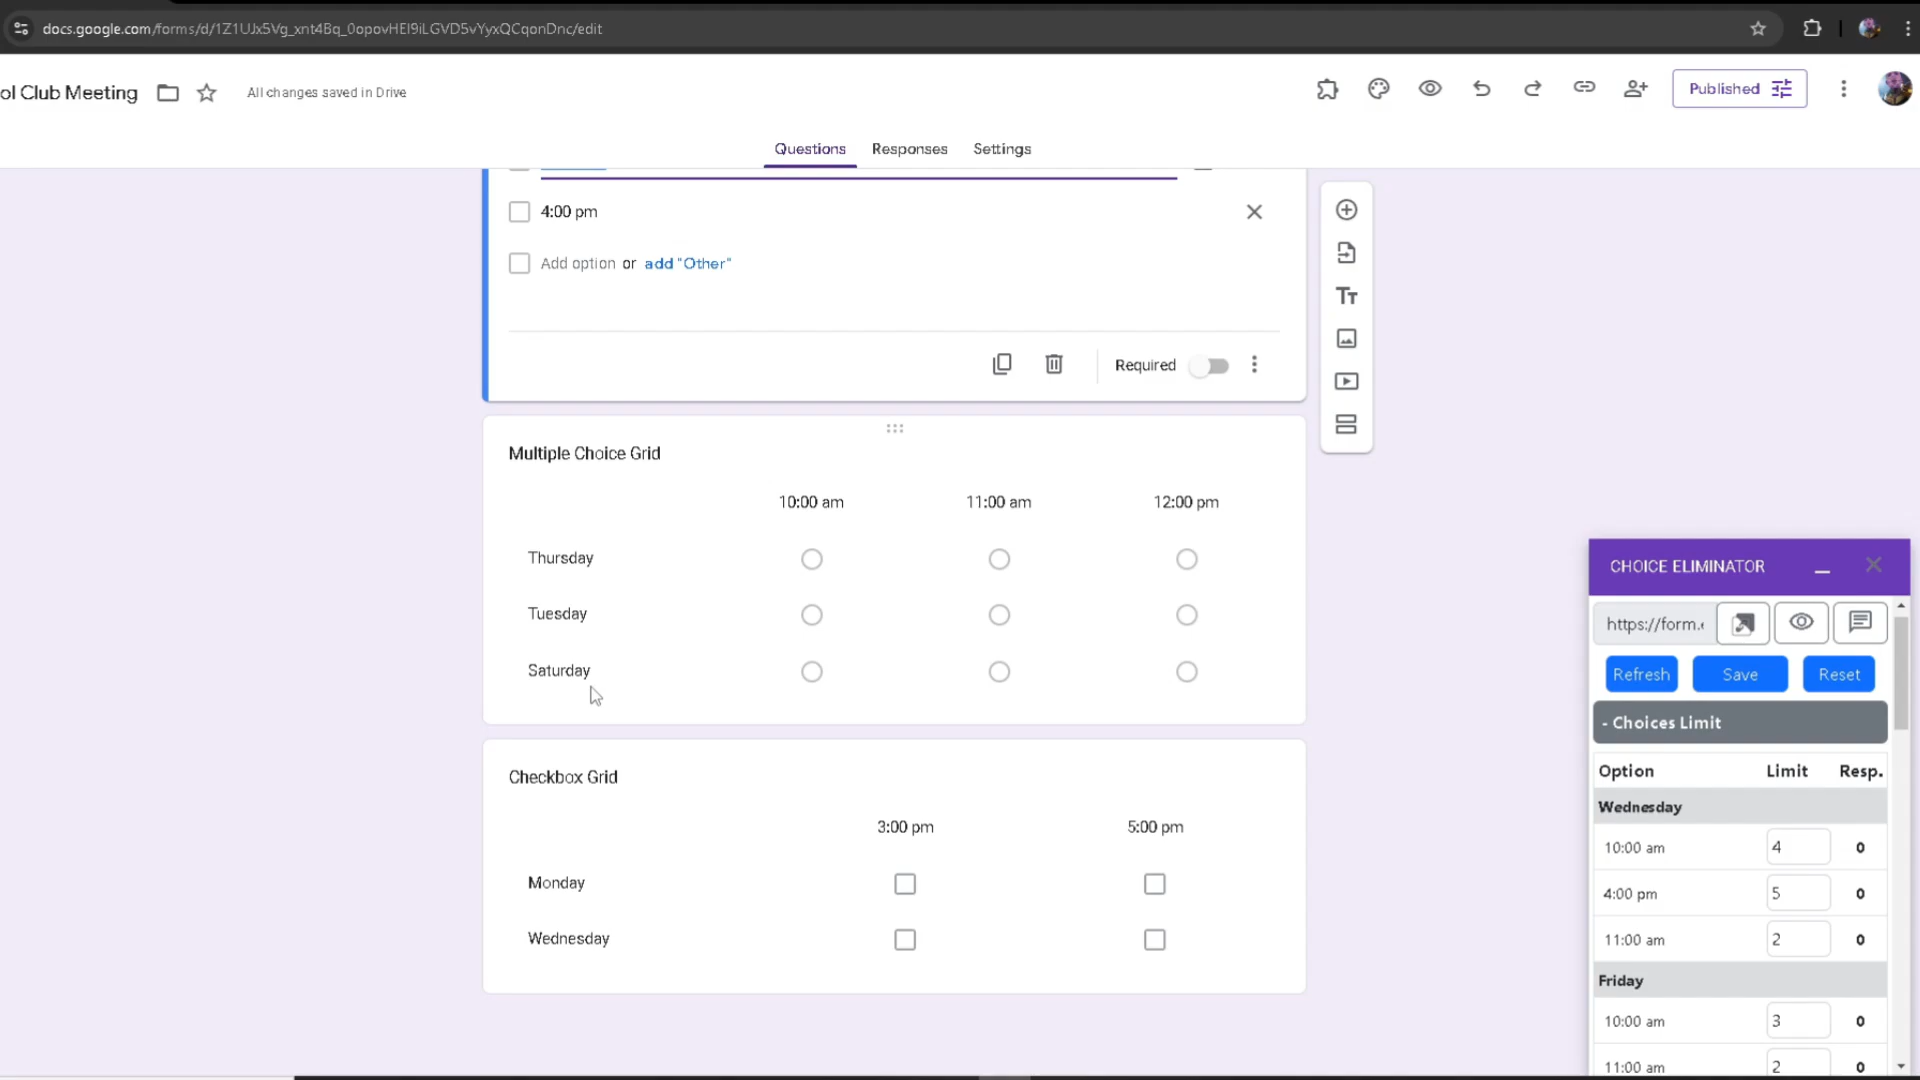 docs.google.com/forms/d/1Z1UJx5Vg_xnt4Bq_0opovHEI9iLGVD5vYyxQCqonDnc/edit
ol Club Meeting
All changes saved in Drive
Published
Questions Responses Settings
4:00 pm
Add option or add "Other"
Required
Multiple Choice Grid
10:00 am 11:00 am 12:00 pm
Thursday
Tuesday
Saturday
Checkbox Grid
3:00 pm 5:00 pm
Monday
Wednesday
CHOICE ELIMINATOR
https://form.
Refresh Save Reset
- Choices Limit
Option Limit Resp.
Wednesday
10:00 am 4 0
4:00 pm 5 0
11:00 am 2 0
Friday
10:00 am 3 0
11:00 am 2 0